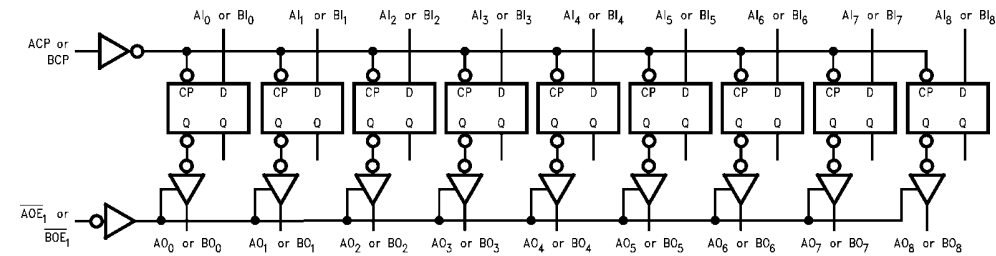 AI₀ or BI₀ AI₁ or BI₁ AI₂ or BI₂ AI₃ or BI₃ AI₄ or BI₄ AI₅ or BI₅ AI₆ or BI₆ AI₇ or BI₇ AI₈ or BI₈
ACP or
BCP
CP D CP D CP D CP D CP D CP D CP D CP D CP D
Q Q Q Q Q Q Q Q Q Q Q Q Q Q Q Q Q Q
A̅O̅E̅₁ or
B̅O̅E̅₁
AO₀ or BO₀ AO₁ or BO₁ AO₂ or BO₂ AO₃ or BO₃ AO₄ or BO₄ AO₅ or BO₅ AO₆ or BO₆ AO₇ or BO₇ AO₈ or BO₈